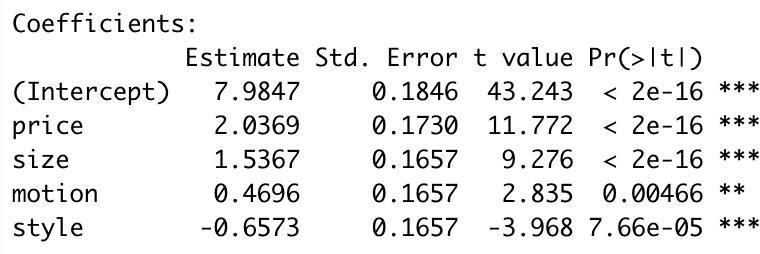 Coefficients:
Estimate Std. Error t value Pr(>|t|)
(Intercept) 7.9847 0.1846 43.243 < 2e-16 ***
price 2.0369 0.1730 11.772 < 2e-16 ***
size 1.5367 0.1657 9.276 < 2e-16 ***
motion 0.4696 0.1657 2.835 0.00466 **
style -0.6573 0.1657 -3.968 7.66e-05 ***